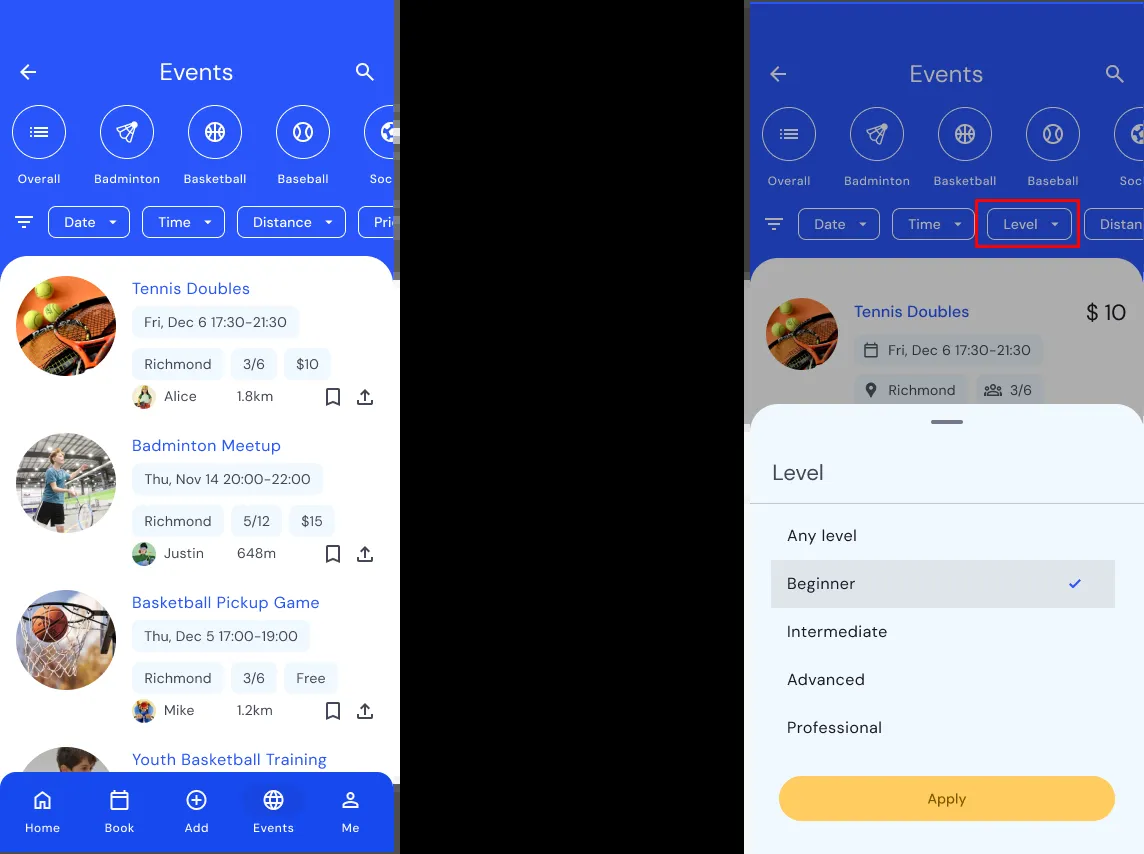 Events
Overall Badminton Basketball Baseball Soc
Date Time Distance Pri
Tennis Doubles
Fri, Dec 6 17:30-21:30
Richmond 3/6 $10
Alice 1.8km
Badminton Meetup
Thu, Nov 14 20:00-22:00
Richmond 5/12 $15
Justin 648m
Basketball Pickup Game
Thu, Dec 5 17:00-19:00
Richmond 3/6 Free
Mike 1.2km
Youth Basketball Training
Home Book Add Events Me
Events
Overall Badminton Basketball Baseball Soc
Date Time Level Distan
Tennis Doubles $ 10
Fri, Dec 6 17:30-21:30
Richmond 3/6
Level
Any level
Beginner
Intermediate
Advanced
Professional
Apply